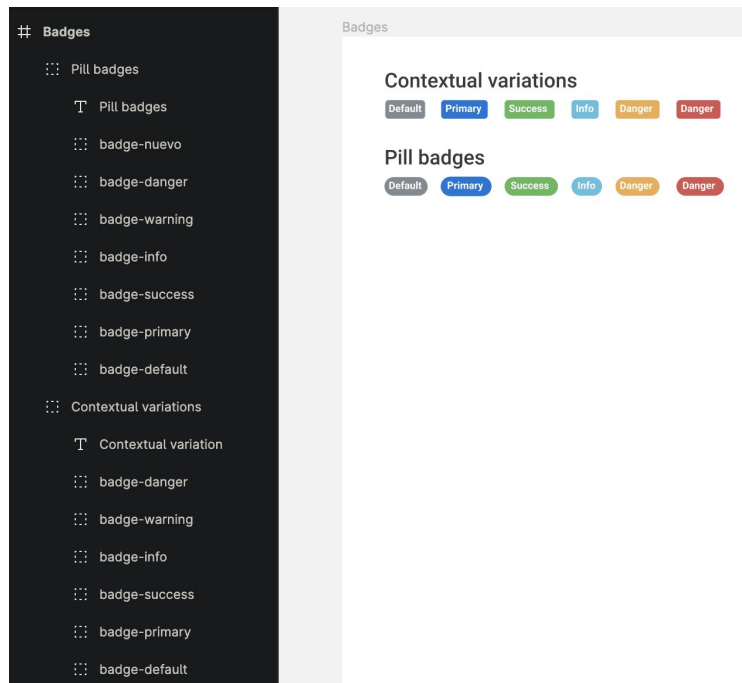 Badges
Pill badges
Pill badges
badge-nuevo
badge-danger
badge-warning
badge-info
badge-success
badge-primary
badge-default
Contextual variations
Contextual variation
badge-danger
badge-warning
badge-info
badge-success
badge-primary
badge-default
Badges
Contextual variations
Default Primary Success Info Danger Danger
Pill badges
Default Primary Success Info Danger Danger